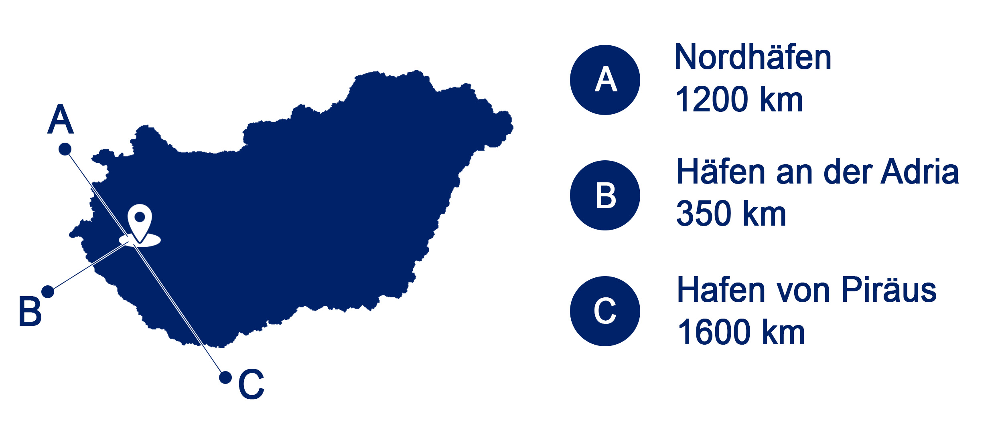 A
B
C
A
Nordhäfen
1200 km
B
Häfen an der Adria
350 km
C
Hafen von Piräus
1600 km